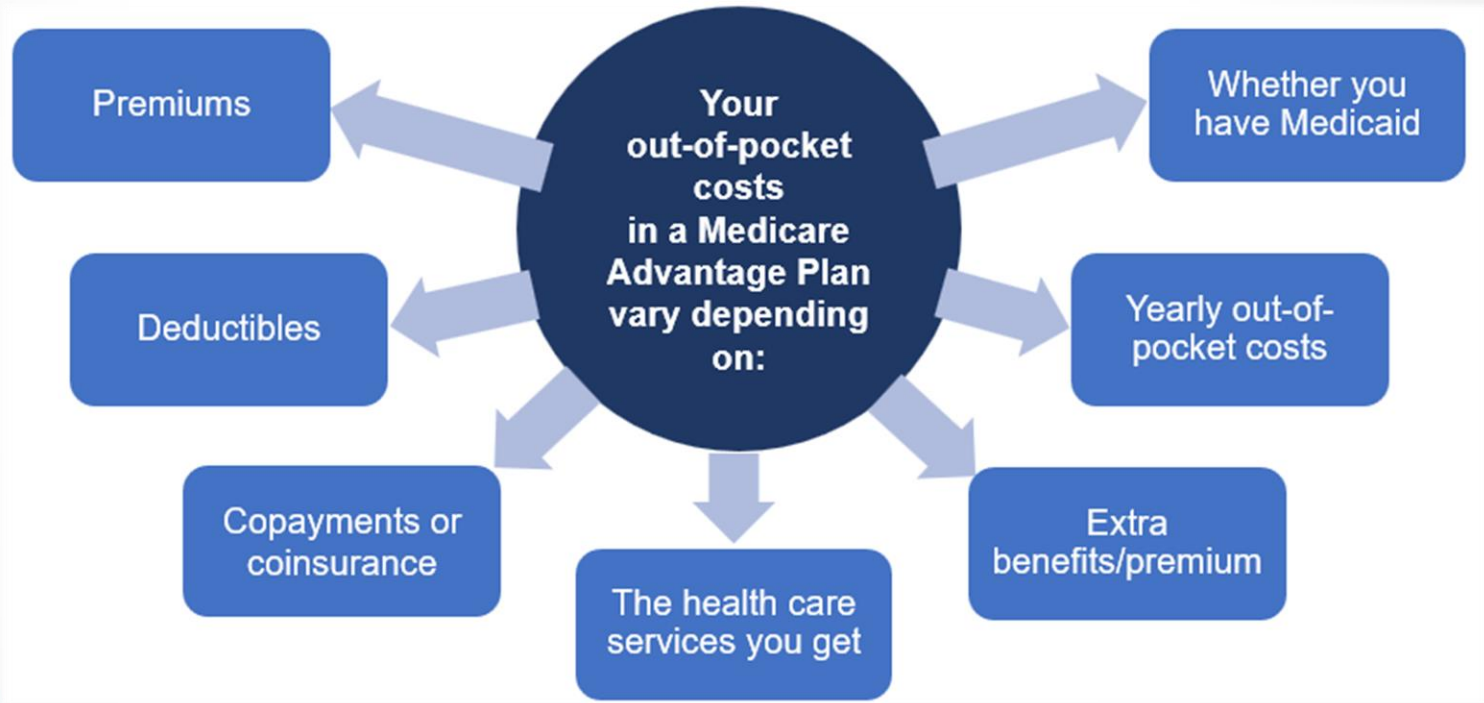 Your
out-of-pocket
costs
in a Medicare
Advantage Plan
vary depending
on:
Premiums
Deductibles
Copayments or
coinsurance
The health care
services you get
Extra
benefits/premium
Yearly out-of-
pocket costs
Whether you
have Medicaid